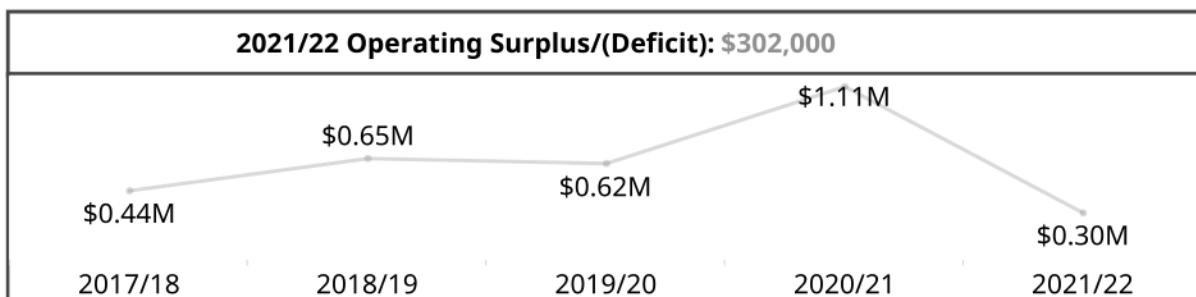 2021/22 Operating Surplus/(Deficit): $302,000
$1.11M
$0.65M
$0.62M
$0.44M
$0.30M
2017/18 2018/19 2019/20 2020/21 2021/22